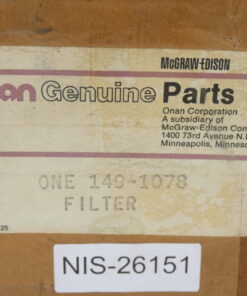 McGRAW-EDISON
an Genuine Parts
Onan Corporation
A subsidiary of
McGraw-Edison Com
1400 73rd Avenue N.
Minneapolis, Minneso
ONE 149-1078
FILTER
25
NIS-26151